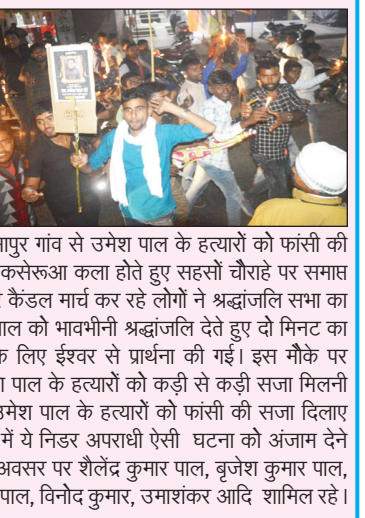 नापुर गांव से उमेश पाल के हत्यारों को फांसी की
कसेरूआ कला होते हुए सहसों चौराहे पर समाप्त
कैंडल मार्च कर रहे लोगों ने श्रद्धांजलि सभा का
पाल को भावभीनी श्रद्धांजलि देते हुए दो मिनट का
लिए ईश्वर से प्रार्थना की गई। इस मौके पर
पाल के हत्यारों को कड़ी से कड़ी सजा मिलनी
उमेश पाल के हत्यारों को फांसी की सजा दिलाए
में ये निडर अपराधी ऐसी घटना को अंजाम देने
अवसर पर शैलेंद्र कुमार पाल, बृजेश कुमार पाल,
पाल, विनोद कुमार, उमाशंकर आदि शामिल रहे।